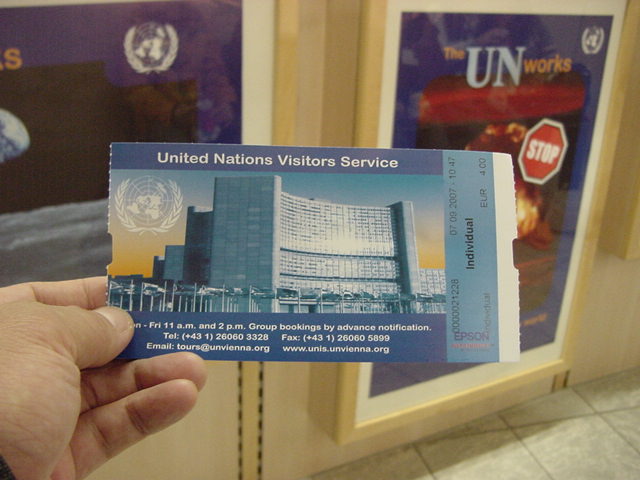 s
The UN works
STOP
United Nations Visitors Service
n - Fri 11 a.m. and 2 p.m. Group bookings by advance notification.
Tel: (+43 1) 26060 3328 Fax: (+43 1) 26060 5899
Email: tours@unvienna.org www.unis.unvienna.org
07 09 2007 - 10:47
EUR 4.00
Individual
0000021228
Individual
EPSON